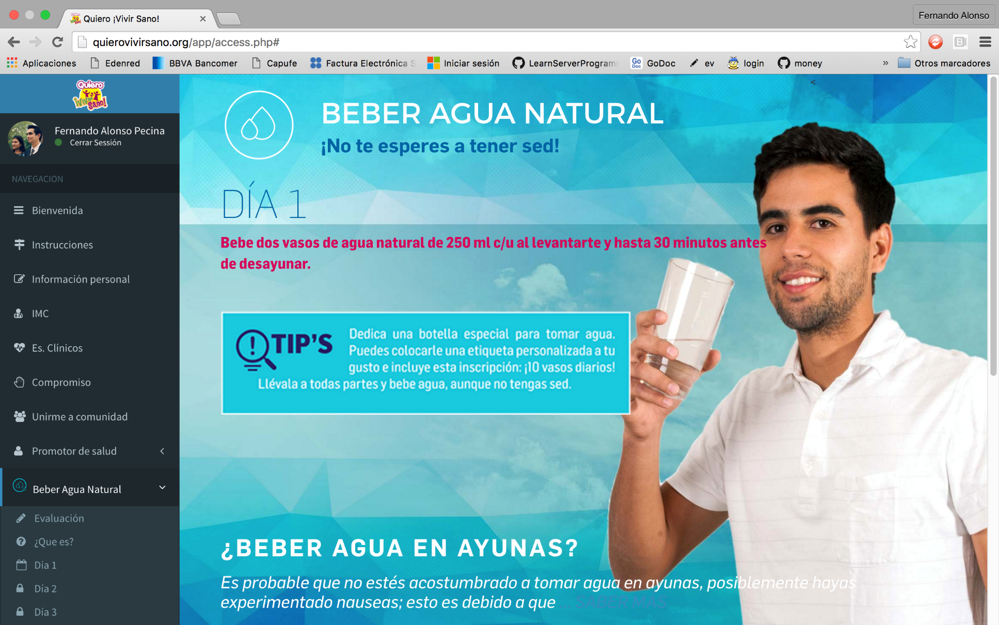 Quiero ¡Vivir Sano!
Fernando Alonso
quierovivirsano.org/app/access.php#
Aplicaciones
Edenred
BBVA Bancomer
Capufe
Factura Electrónica S
Iniciar sesión
LearnServerProgram
Go Doc
GoDoc
ev
login
money
»
Otros marcadores
Quiero
¡Vivir
Sano!
Fernando Alonso Pecina
Cerrar Sesión
NAVEGACION
Bienvenida
Instrucciones
Información personal
IMC
Es. Clínicos
Compromiso
Unirme a comunidad
Promotor de salud
Beber Agua Natural
Evaluación
¿Que es?
Día 1
Día 2
Día 3
<
BEBER AGUA NATURAL
¡No te esperes a tener sed!
DÍA 1
Bebe dos vasos de agua natural de 250 ml c/u al levantarte y hasta 30 minutos antes
de desayunar.
TIP'S
Dedica una botella especial para tomar agua.
Puedes colocarle una etiqueta personalizada a tu
gusto e incluye esta inscripción: ¡10 vasos diarios!
Llévala a todas partes y bebe agua, aunque no tengas sed.
¿BEBER AGUA EN AYUNAS?
Es probable que no estés acostumbrado a tomar agua en ayunas, posiblemente hayas
experimentado nauseas; esto es debido a que ... SABER MÁS